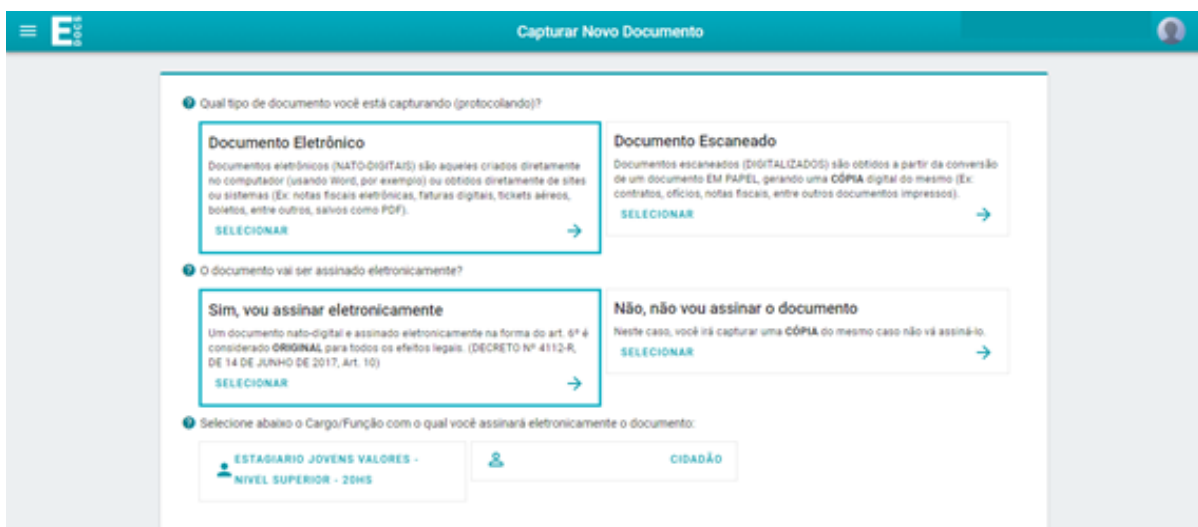 E DOCS
Capturar Novo Documento
Qual tipo de documento você está capturando (protocolando)?
Documento Eletrônico
Documentos eletrônicos (NATO-DIGITAIS) são aqueles criados diretamente
no computador (usando Word, por exemplo) ou obtidos diretamente de sites
ou sistemas (Ex: notas fiscais eletrônicas, faturas digitais, tickets aéreos,
boletos, entre outros, salvos como PDF).
SELECIONAR
Documento Escaneado
Documentos escaneados (DIGITALIZADOS) são obtidos a partir da conversão
de um documento EM PAPEL, gerando uma CÓPIA digital do mesmo (Ex:
contratos, ofícios, notas fiscais, entre outros documentos impressos).
SELECIONAR
O documento vai ser assinado eletronicamente?
Sim, vou assinar eletronicamente
Um documento nato-digital e assinado eletronicamente na forma do art. 6º é
considerado ORIGINAL para todos os efeitos legais. (DECRETO Nº 4112-R,
DE 14 DE JUNHO DE 2017, Art. 10)
SELECIONAR
Não, não vou assinar o documento
Neste caso, você irá capturar uma CÓPIA do mesmo caso não vá assiná-lo.
SELECIONAR
Selecione abaixo o Cargo/Função com o qual você assinará eletronicamente o documento:
ESTAGIARIO JOVENS VALORES -
NIVEL SUPERIOR - 20HS
CIDADÃO